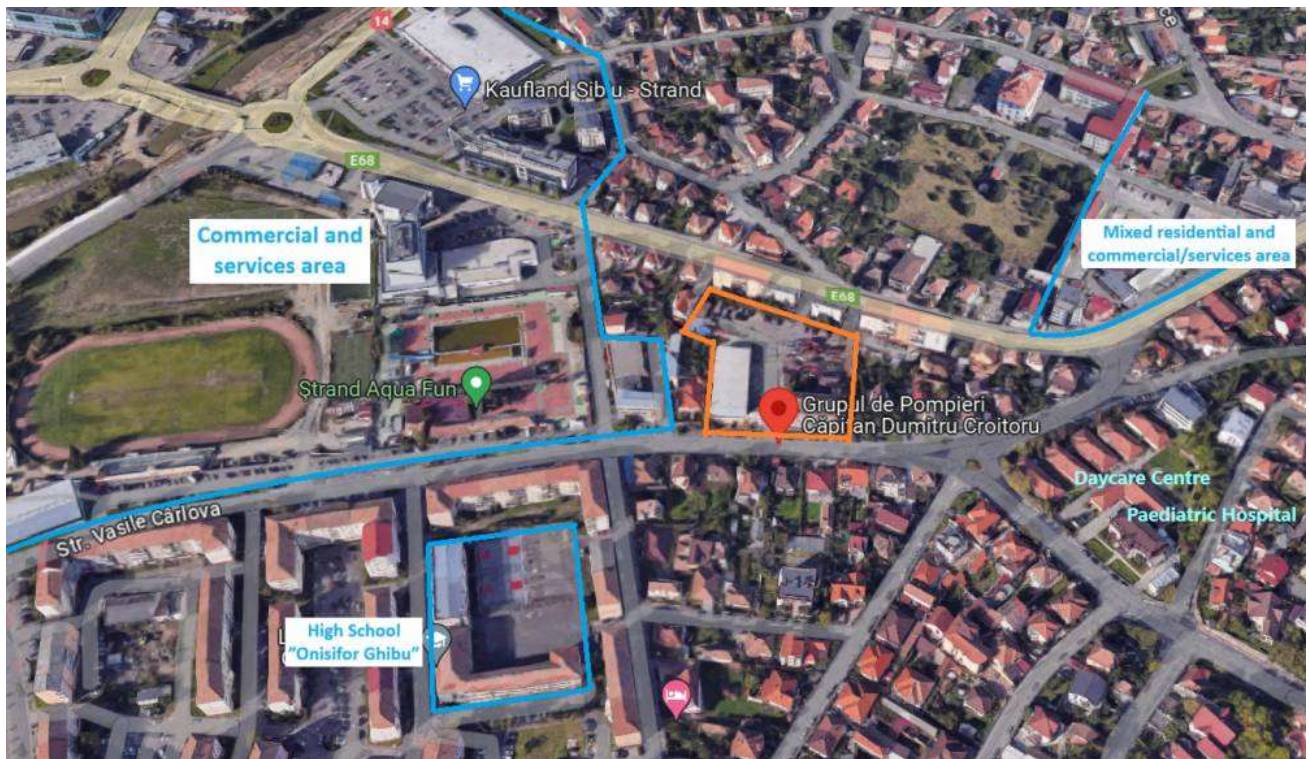 14
ce
Kaufland Sibiu - Strand
E68
Commercial and
services area
Mixed residential and
commercial/services area
E68
Ștrand Aqua Fun
Grupul de Pompieri
Căpitan Dumitru Croitoru
Daycare Centre
Paediatric Hospital
Str. Vasile Cârlova
High School
"Onisifor Ghibu"
L